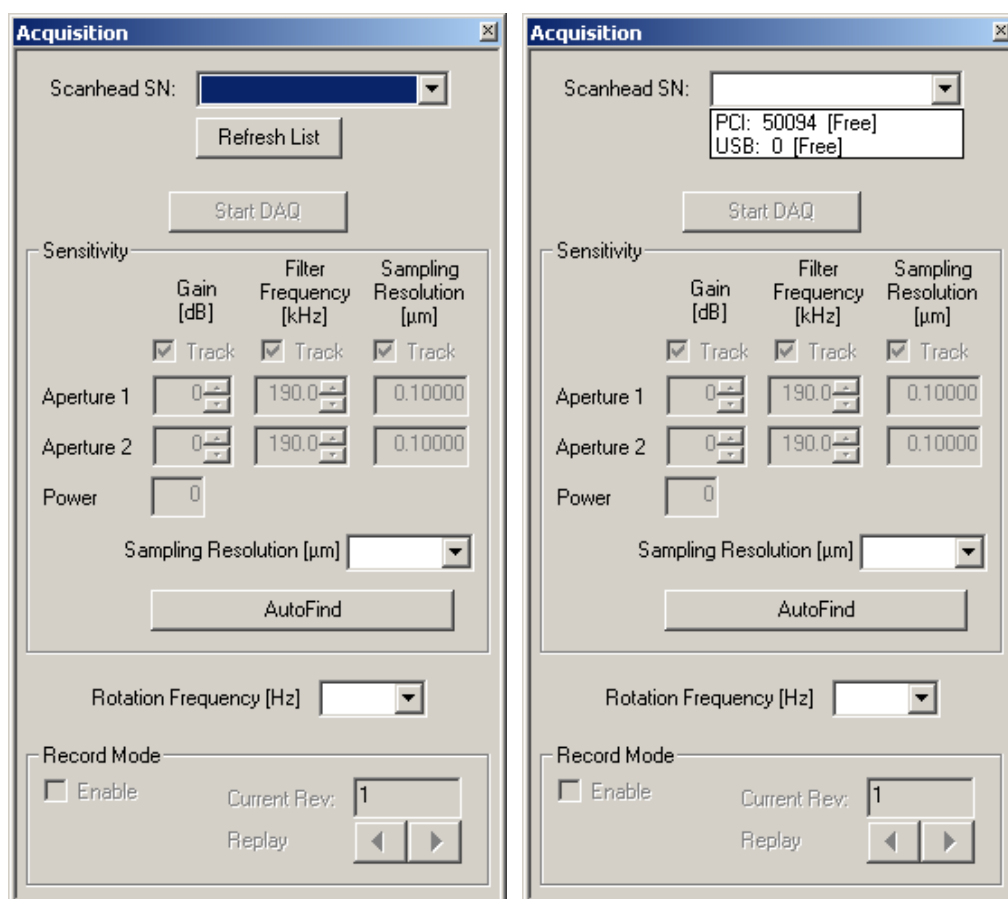 Acquisition
Scanhead SN:
Refresh List
Start DAQ
Sensitivity
Gain [dB]
Filter Frequency [kHz]
Sampling Resolution [µm]
Track Track Track
Aperture 1 0 190.0 0.10000
Aperture 2 0 190.0 0.10000
Power 0
Sampling Resolution [µm]
AutoFind
Rotation Frequency [Hz]
Record Mode
Enable
Current Rev: 1
Replay
Acquisition
Scanhead SN:
PCI: 50094 [Free]
USB: 0 [Free]
Start DAQ
Sensitivity
Gain [dB]
Filter Frequency [kHz]
Sampling Resolution [µm]
Track Track Track
Aperture 1 0 190.0 0.10000
Aperture 2 0 190.0 0.10000
Power 0
Sampling Resolution [µm]
AutoFind
Rotation Frequency [Hz]
Record Mode
Enable
Current Rev: 1
Replay